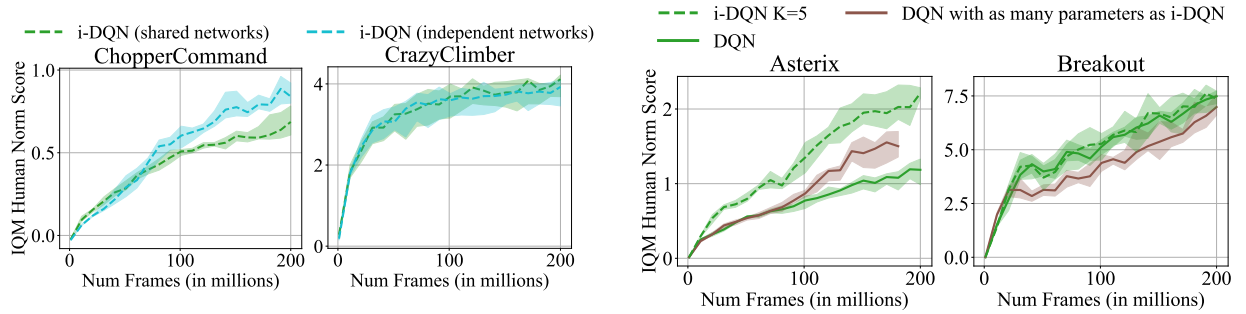 i-DQN (shared networks)
i-DQN (independent networks)
ChopperCommand
CrazyClimber
IQM Human Norm Score
1.0
0.5
0.0
4
2
0
0
100
200
0
100
200
Num Frames (in millions)
Num Frames (in millions)
i-DQN K=5
DQN with as many parameters as i-DQN
DQN
Asterix
Breakout
IQM Human Norm Score
2
1
0
7.5
5.0
2.5
0.0
0
100
200
0
100
200
Num Frames (in millions)
Num Frames (in millions)